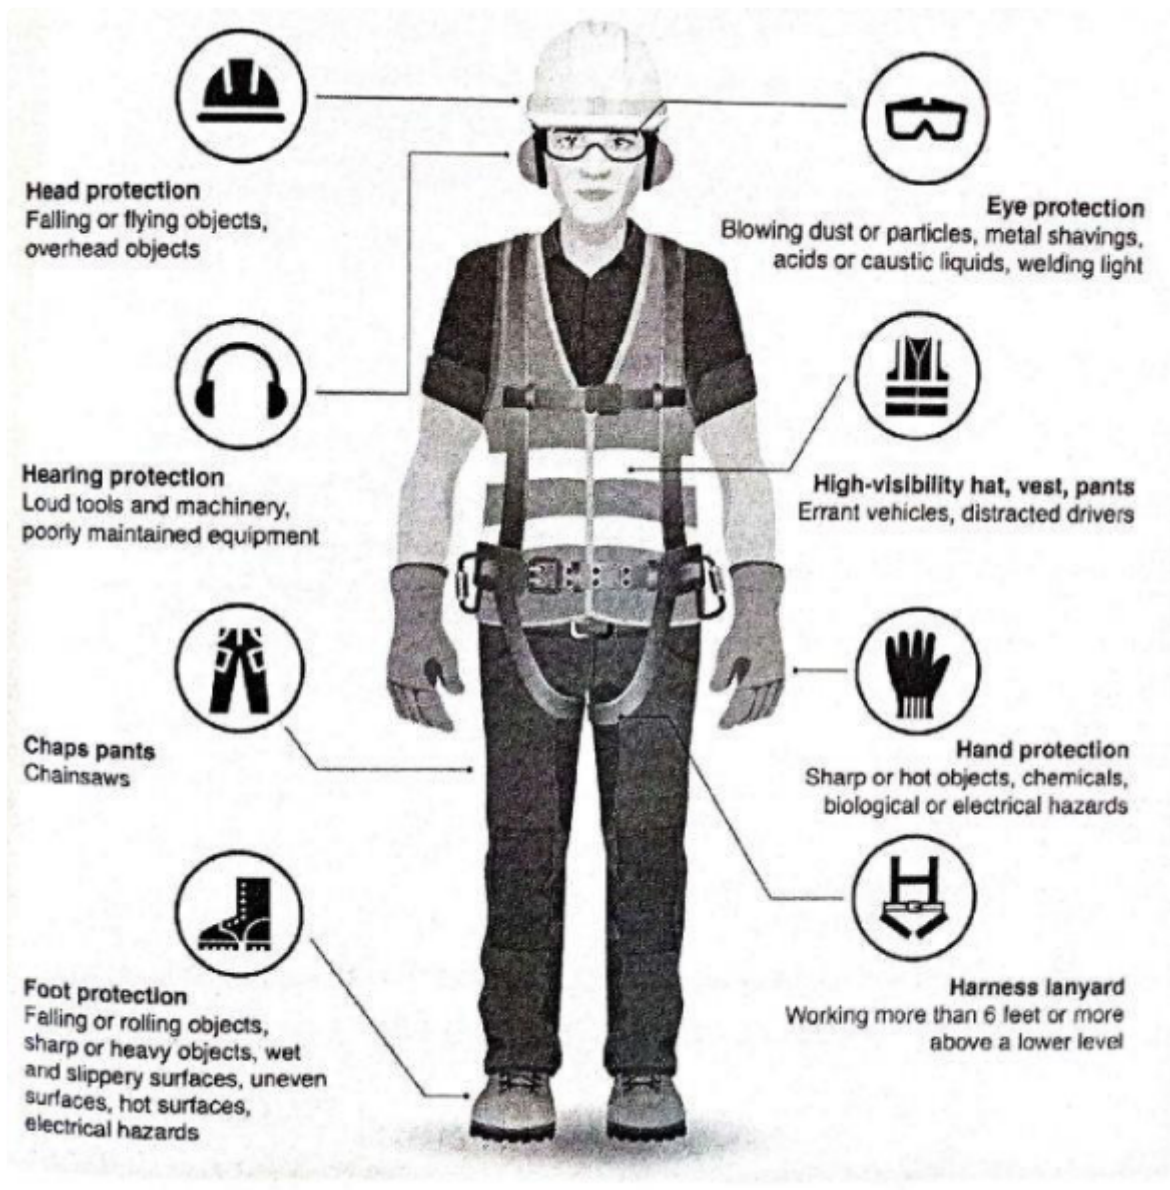 Head protection
Falling or flying objects,
overhead objects
Eye protection
Blowing dust or particles, metal shavings,
acids or caustic liquids, welding light
Hearing protection
Loud tools and machinery,
poorly maintained equipment
High-visibility hat, vest, pants
Errant vehicles, distracted drivers
Chaps pants
Chainsaws
Hand protection
Sharp or hot objects, chemicals,
biological or electrical hazards
Foot protection
Falling or rolling objects,
sharp or heavy objects, wet
and slippery surfaces, uneven
surfaces, hot surfaces,
electrical hazards
Harness lanyard
Working more than 6 feet or more
above a lower level